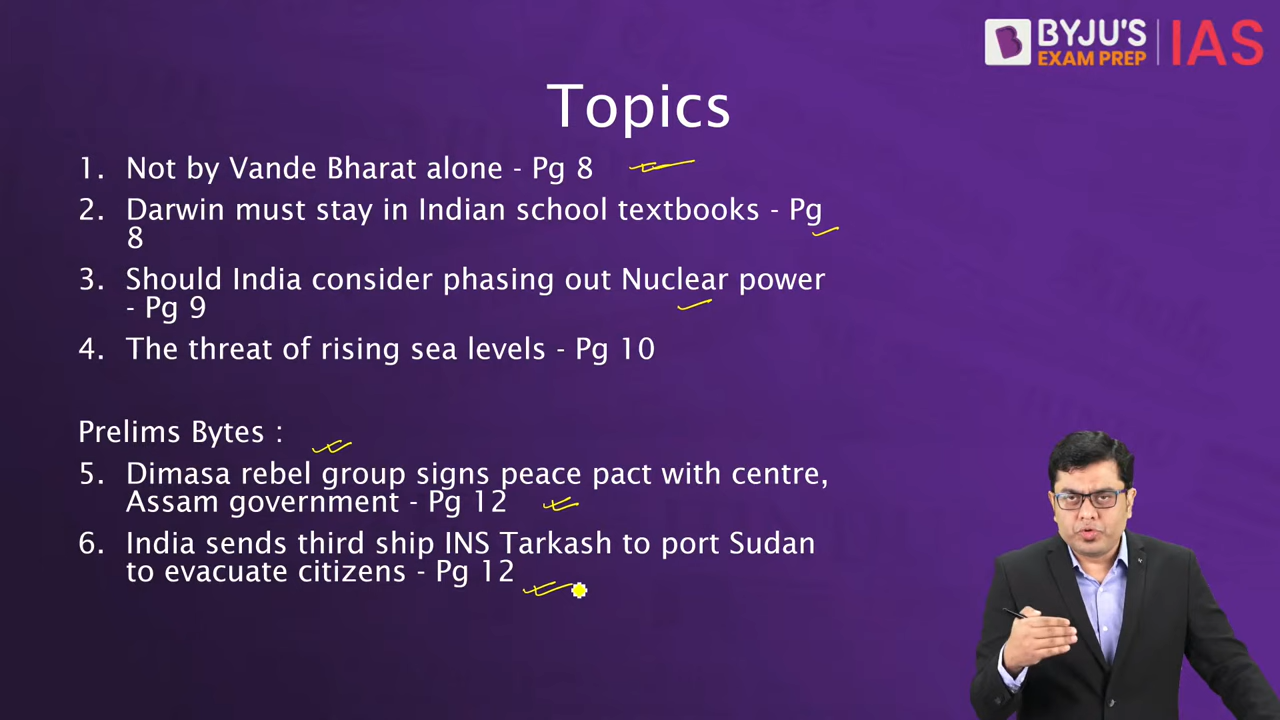 BYJU'S
EXAM PREP
IAS
Topics
1. Not by Vande Bharat alone - Pg 8
2. Darwin must stay in Indian school textbooks - Pg
8
3. Should India consider phasing out Nuclear power
- Pg 9
4. The threat of rising sea levels - Pg 10
Prelims Bytes :
5. Dimasa rebel group signs peace pact with centre,
Assam government - Pg 12
6. India sends third ship INS Tarkash to port Sudan
to evacuate citizens - Pg 12